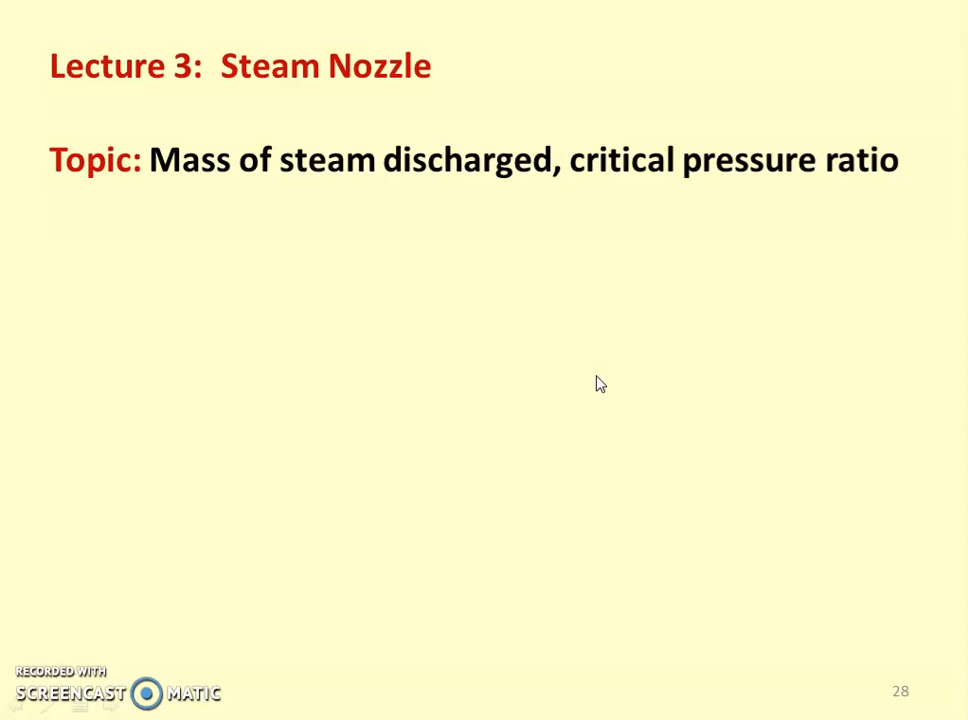 Lecture 3: Steam Nozzle
Topic: Mass of steam discharged, critical pressure ratio
RECORDED WITH
SCREENCAST MATIC
28